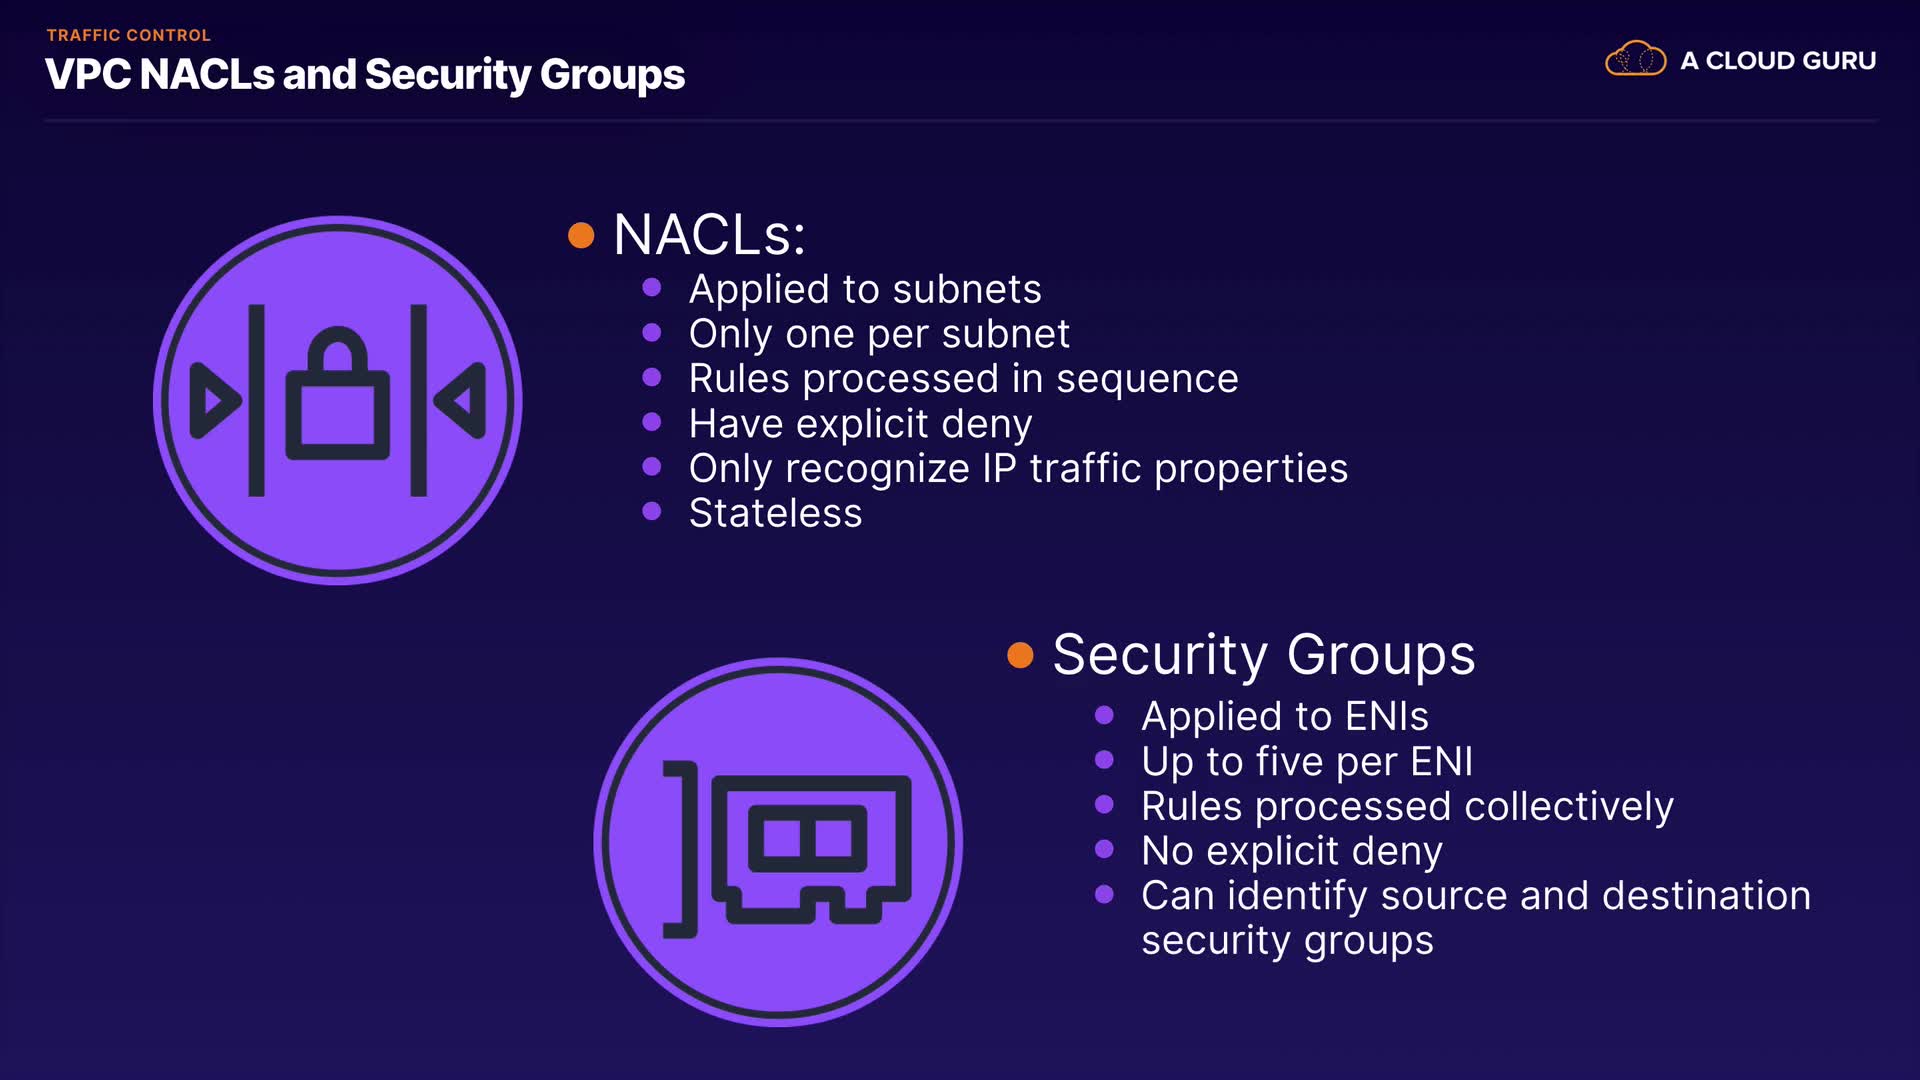 TRAFFIC CONTROL
VPC NACLs and Security Groups
A CLOUD GURU
NACLs:
Applied to subnets
Only one per subnet
Rules processed in sequence
Have explicit deny
Only recognize IP traffic properties
Stateless
Security Groups
Applied to ENIs
Up to five per ENI
Rules processed collectively
No explicit deny
Can identify source and destination
security groups